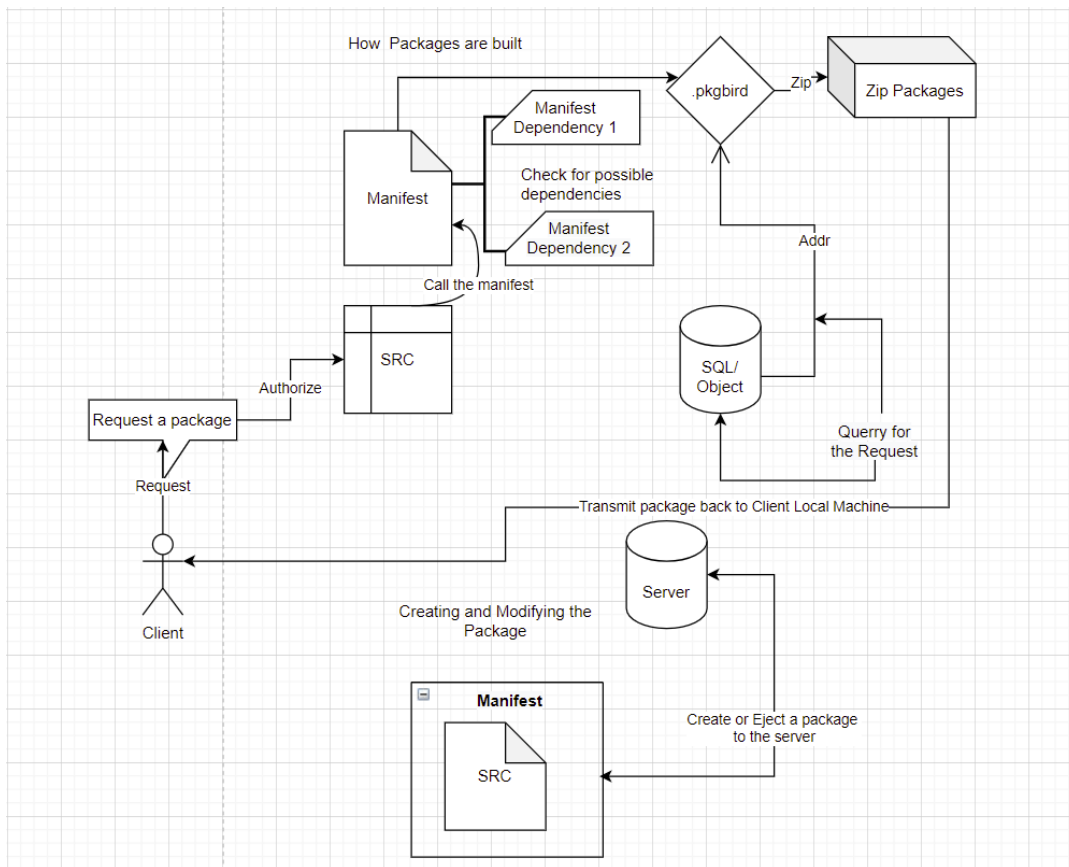 How  Packages are built
.pkgbird
Zip
Zip Packages
Manifest
Dependency 1
Manifest
Check for possible
dependencies
Manifest
Dependency 2
Addr
Call the manifest
SRC
SQL/
Object
Authorize
Request a package
Querry for
the Request
Request
Transmit package back to Client Local Machine
Server
Client
Creating and Modifying the
Package
Manifest
SRC
Create or Eject a package
to the server